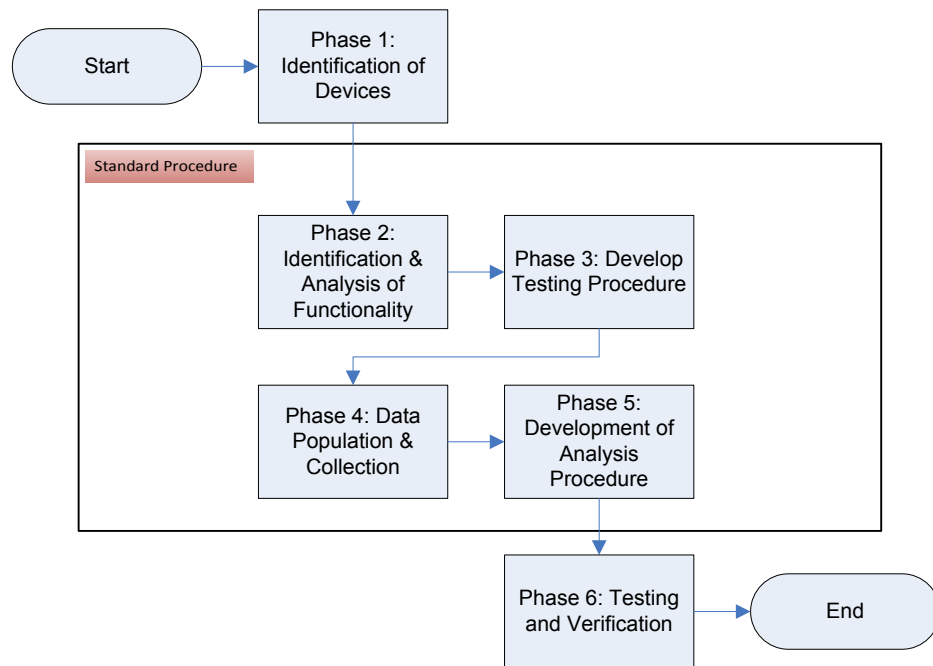 Start
Phase 1:
Identification of
Devices
Standard Procedure
Phase 2:
Identification &
Analysis of
Functionality
Phase 3: Develop
Testing Procedure
Phase 4: Data
Population &
Collection
Phase 5:
Development of
Analysis
Procedure
Phase 6: Testing
and Verification
End